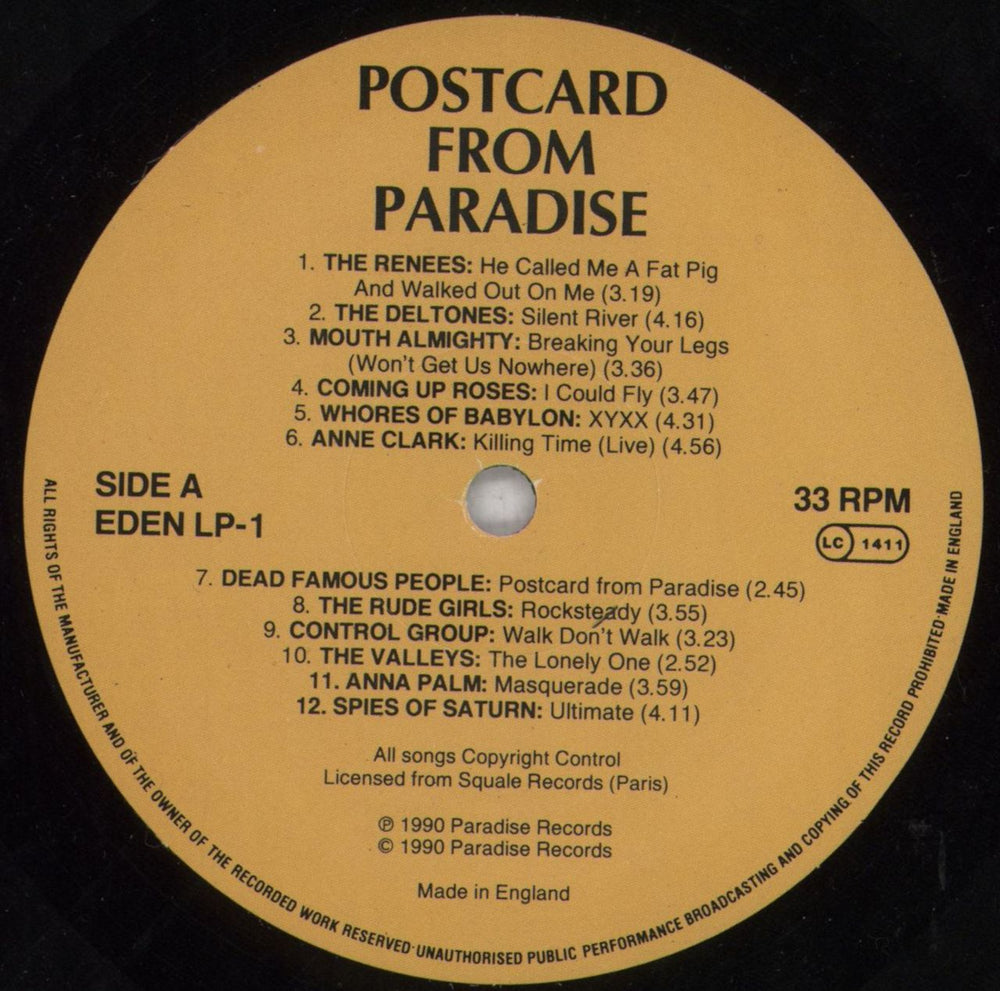 POSTCARD
FROM
PARADISE
1. THE RENEES: He Called Me A Fat Pig
And Walked Out On Me (3.19)
2. THE DELTONES: Silent River (4.16)
3. MOUTH ALMIGHTY: Breaking Your Legs
(Won't Get Us Nowhere) (3.36)
4. COMING UP ROSES: I Could Fly (3.47)
5. WHORES OF BABYLON: XYXX (4.31)
6. ANNE CLARK: Killing Time (Live) (4.56)
SIDE A
EDEN LP-1
33 RPM
LC 1411
7. DEAD FAMOUS PEOPLE: Postcard from Paradise (2.45)
8. THE RUDE GIRLS: Rocksteady (3.55)
9. CONTROL GROUP: Walk Don't Walk (3.23)
10. THE VALLEYS: The Lonely One (2.52)
11. ANNA PALM: Masquerade (3.59)
12. SPIES OF SATURN: Ultimate (4.11)
All songs Copyright Control
Licensed from Squale Records (Paris)
℗ 1990 Paradise Records
© 1990 Paradise Records
Made in England
ALL RIGHTS OF THE MANUFACTURER AND OF THE OWNER OF THE RECORDED WORK RESERVED·UNAUTHORISED PUBLIC PERFORMANCE BROADCASTING AND COPYING OF THIS RECORD PROHIBITED·MADE IN ENGLAND